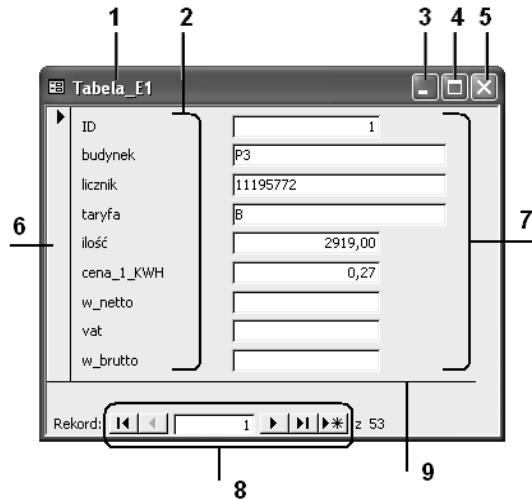 1 2 3 4 5
Tabela_E1
ID 1
budynek P3
licznik 11195772
taryfa B
6 7
ilość 2919,00
cena_1_KWH 0,27
w_netto
vat
w_brutto
Rekord: 1 z 53
8 9